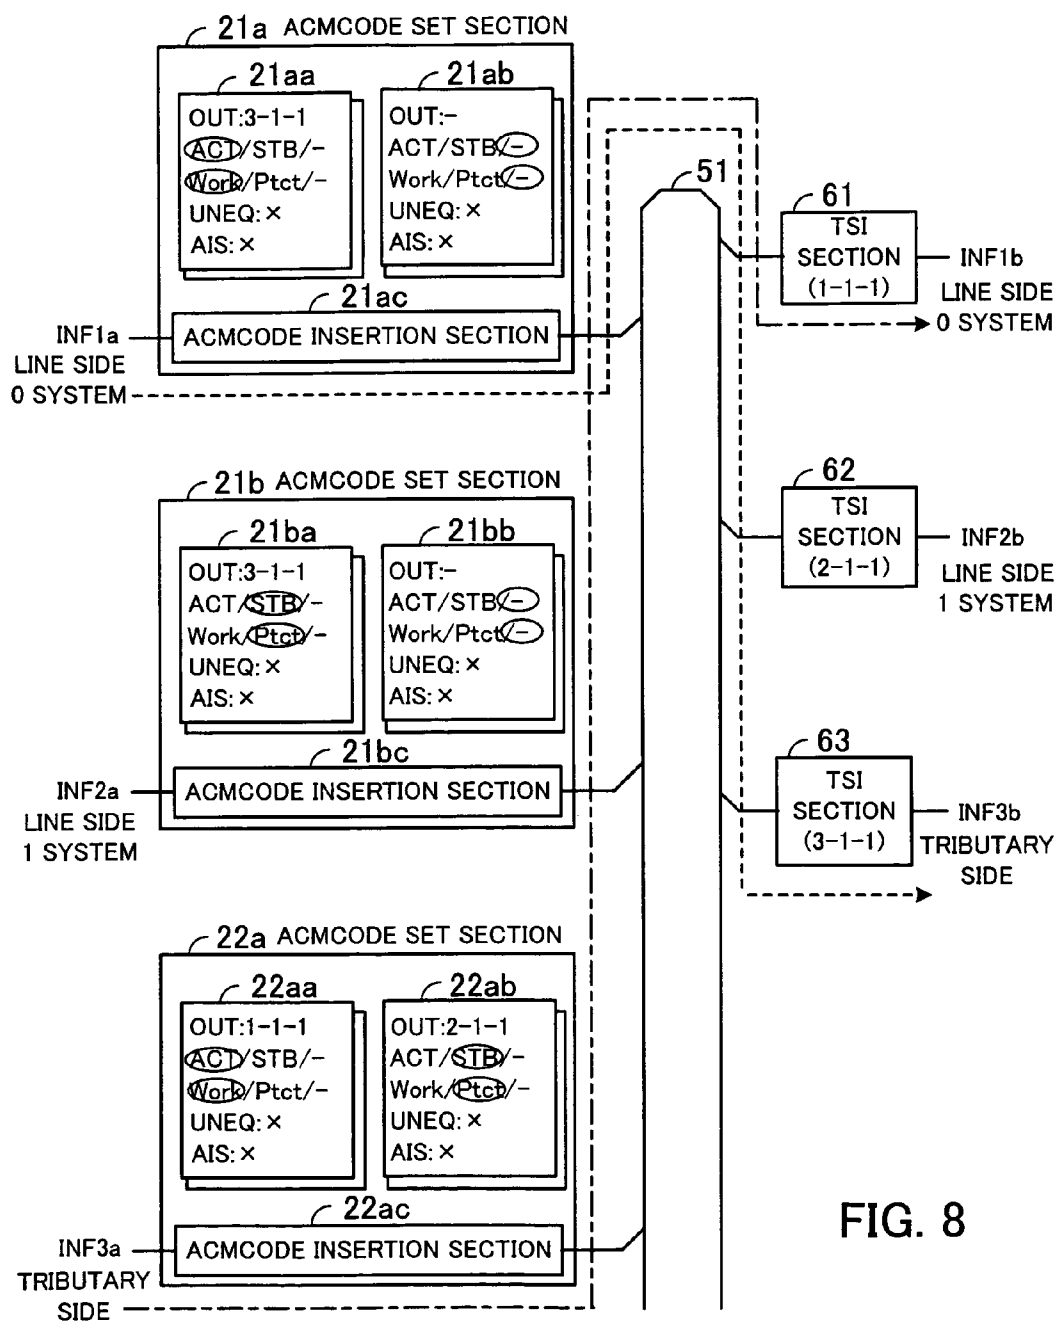 21a ACMCODE SET SECTION
21aa
OUT:3-1-1
ACT/STB/-
Work/Ptct/-
UNEQ:×
AIS:×
21ab
OUT:-
ACT/STB/-
Work/Ptct/-
UNEQ:×
AIS:×
21ac
ACMCODE INSERTION SECTION
INF1a
LINE SIDE
0 SYSTEM
51
61
TSI
SECTION
(1-1-1)
INF1b
LINE SIDE
0 SYSTEM
21b ACMCODE SET SECTION
21ba
OUT:3-1-1
ACT/STB/-
Work/Ptct/-
UNEQ:×
AIS:×
21bb
OUT:-
ACT/STB/-
Work/Ptct/-
UNEQ:×
AIS:×
21bc
ACMCODE INSERTION SECTION
INF2a
LINE SIDE
1 SYSTEM
62
TSI
SECTION
(2-1-1)
INF2b
LINE SIDE
1 SYSTEM
63
TSI
SECTION
(3-1-1)
INF3b
TRIBUTARY
SIDE
22a ACMCODE SET SECTION
22aa
OUT:1-1-1
ACT/STB/-
Work/Ptct/-
UNEQ:×
AIS:×
22ab
OUT:2-1-1
ACT/STB/-
Work/Ptct/-
UNEQ:×
AIS:×
22ac
ACMCODE INSERTION SECTION
INF3a
TRIBUTARY
SIDE
FIG. 8